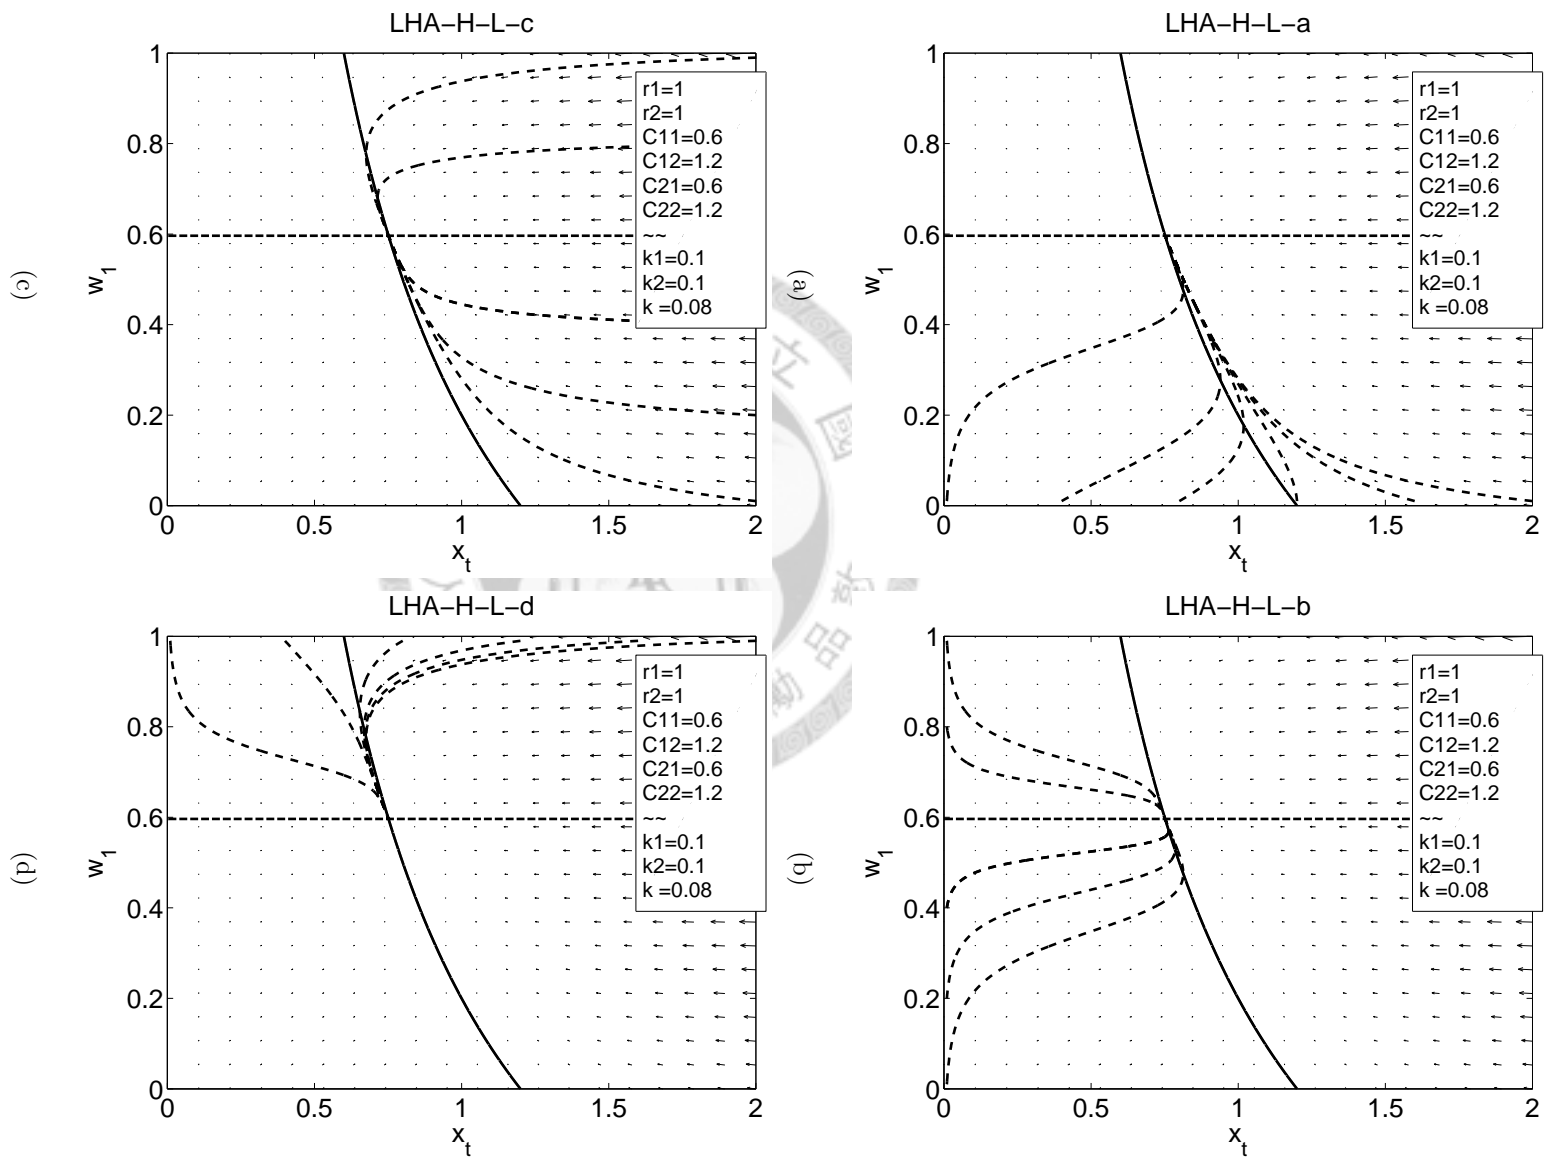 LHA−H−L−c
1
0.8
0.6
0.4
0.2
0
w1
0
0.5
1
1.5
2
xt
r1=1
r2=1
C11=0.6
C12=1.2
C21=0.6
C22=1.2
~~
k1=0.1
k2=0.1
k =0.08
(c)
LHA−H−L−a
1
0.8
0.6
0.4
0.2
0
w1
0
0.5
1
1.5
2
xt
r1=1
r2=1
C11=0.6
C12=1.2
C21=0.6
C22=1.2
~~
k1=0.1
k2=0.1
k =0.08
(a)
立
國
LHA−H−L−d
1
0.8
0.6
0.4
0.2
0
w1
0
0.5
1
1.5
2
xt
r1=1
r2=1
C11=0.6
C12=1.2
C21=0.6
C22=1.2
~~
k1=0.1
k2=0.1
k =0.08
(d)
LHA−H−L−b
1
0.8
0.6
0.4
0.2
0
w1
0
0.5
1
1.5
2
xt
r1=1
r2=1
C11=0.6
C12=1.2
C21=0.6
C22=1.2
~~
k1=0.1
k2=0.1
k =0.08
(b)
品
勵